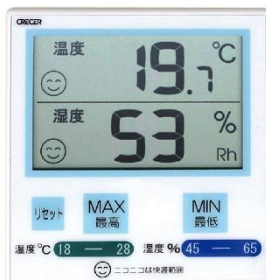 CRECER
温度 19.7 ℃
湿度 53 % Rh
リセット MAX 最高 MIN 最低
温度℃ 18 — 28 湿度% 45 — 65
ニコニコは快適範囲